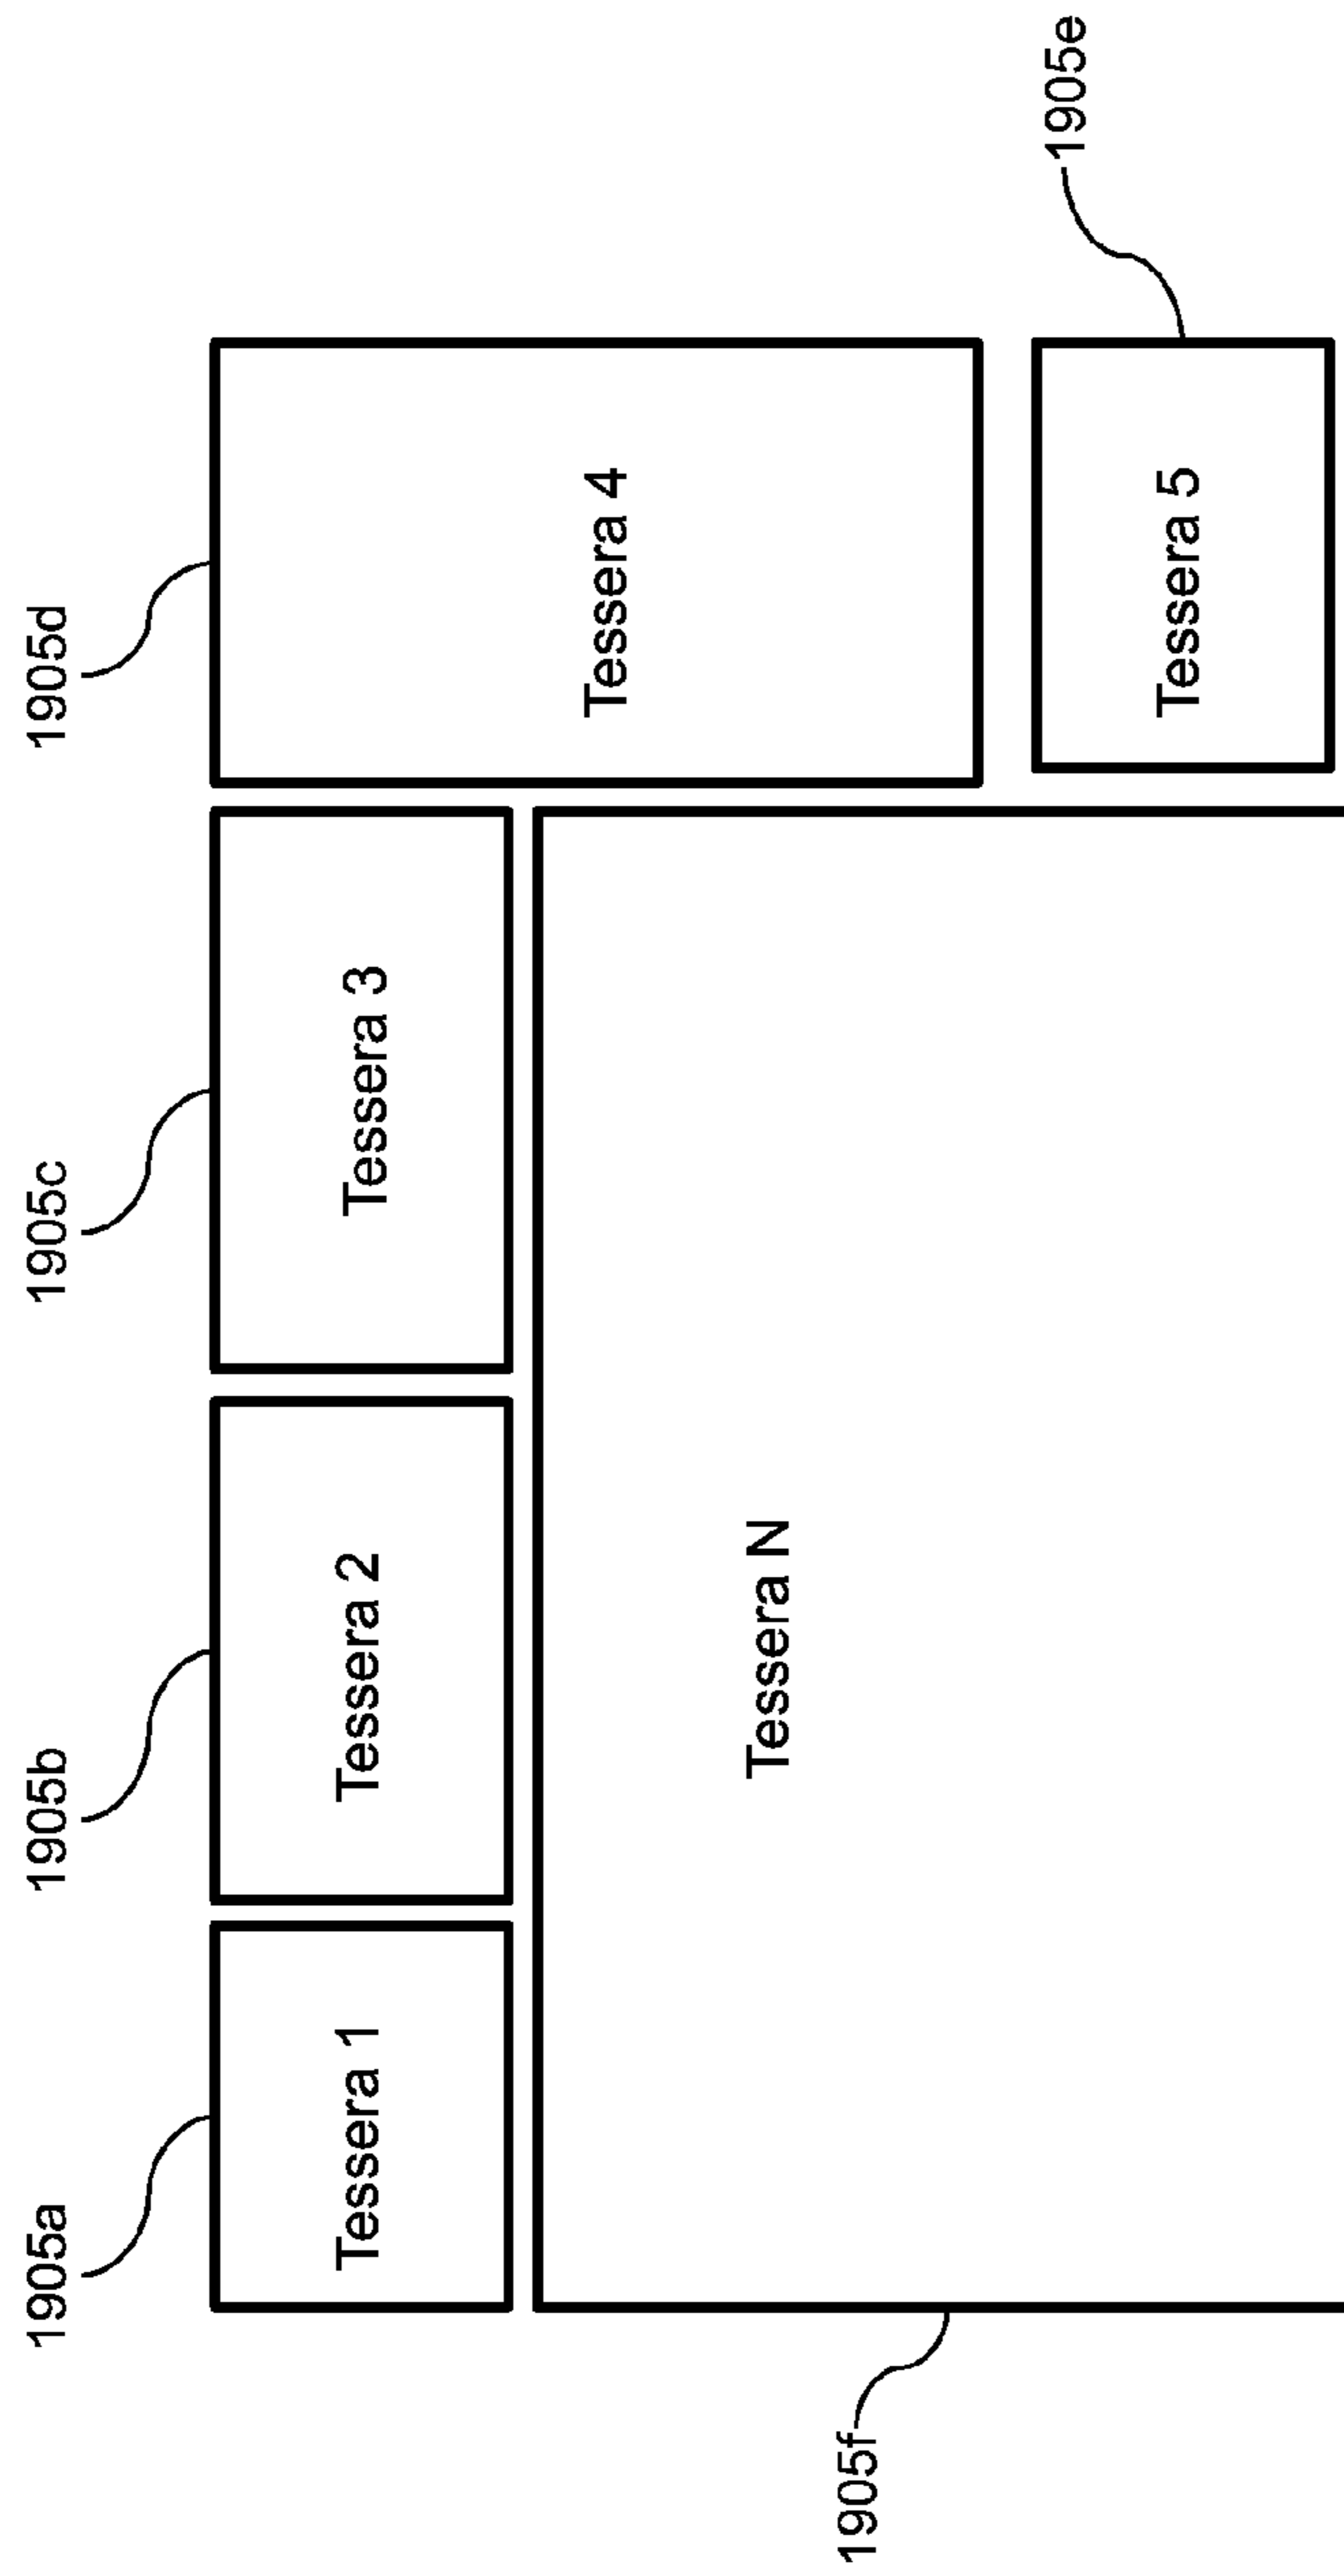 1905a
1905b
1905c
1905d
1905e
1905f
Tessera 1
Tessera 2
Tessera 3
Tessera 4
Tessera 5
Tessera N